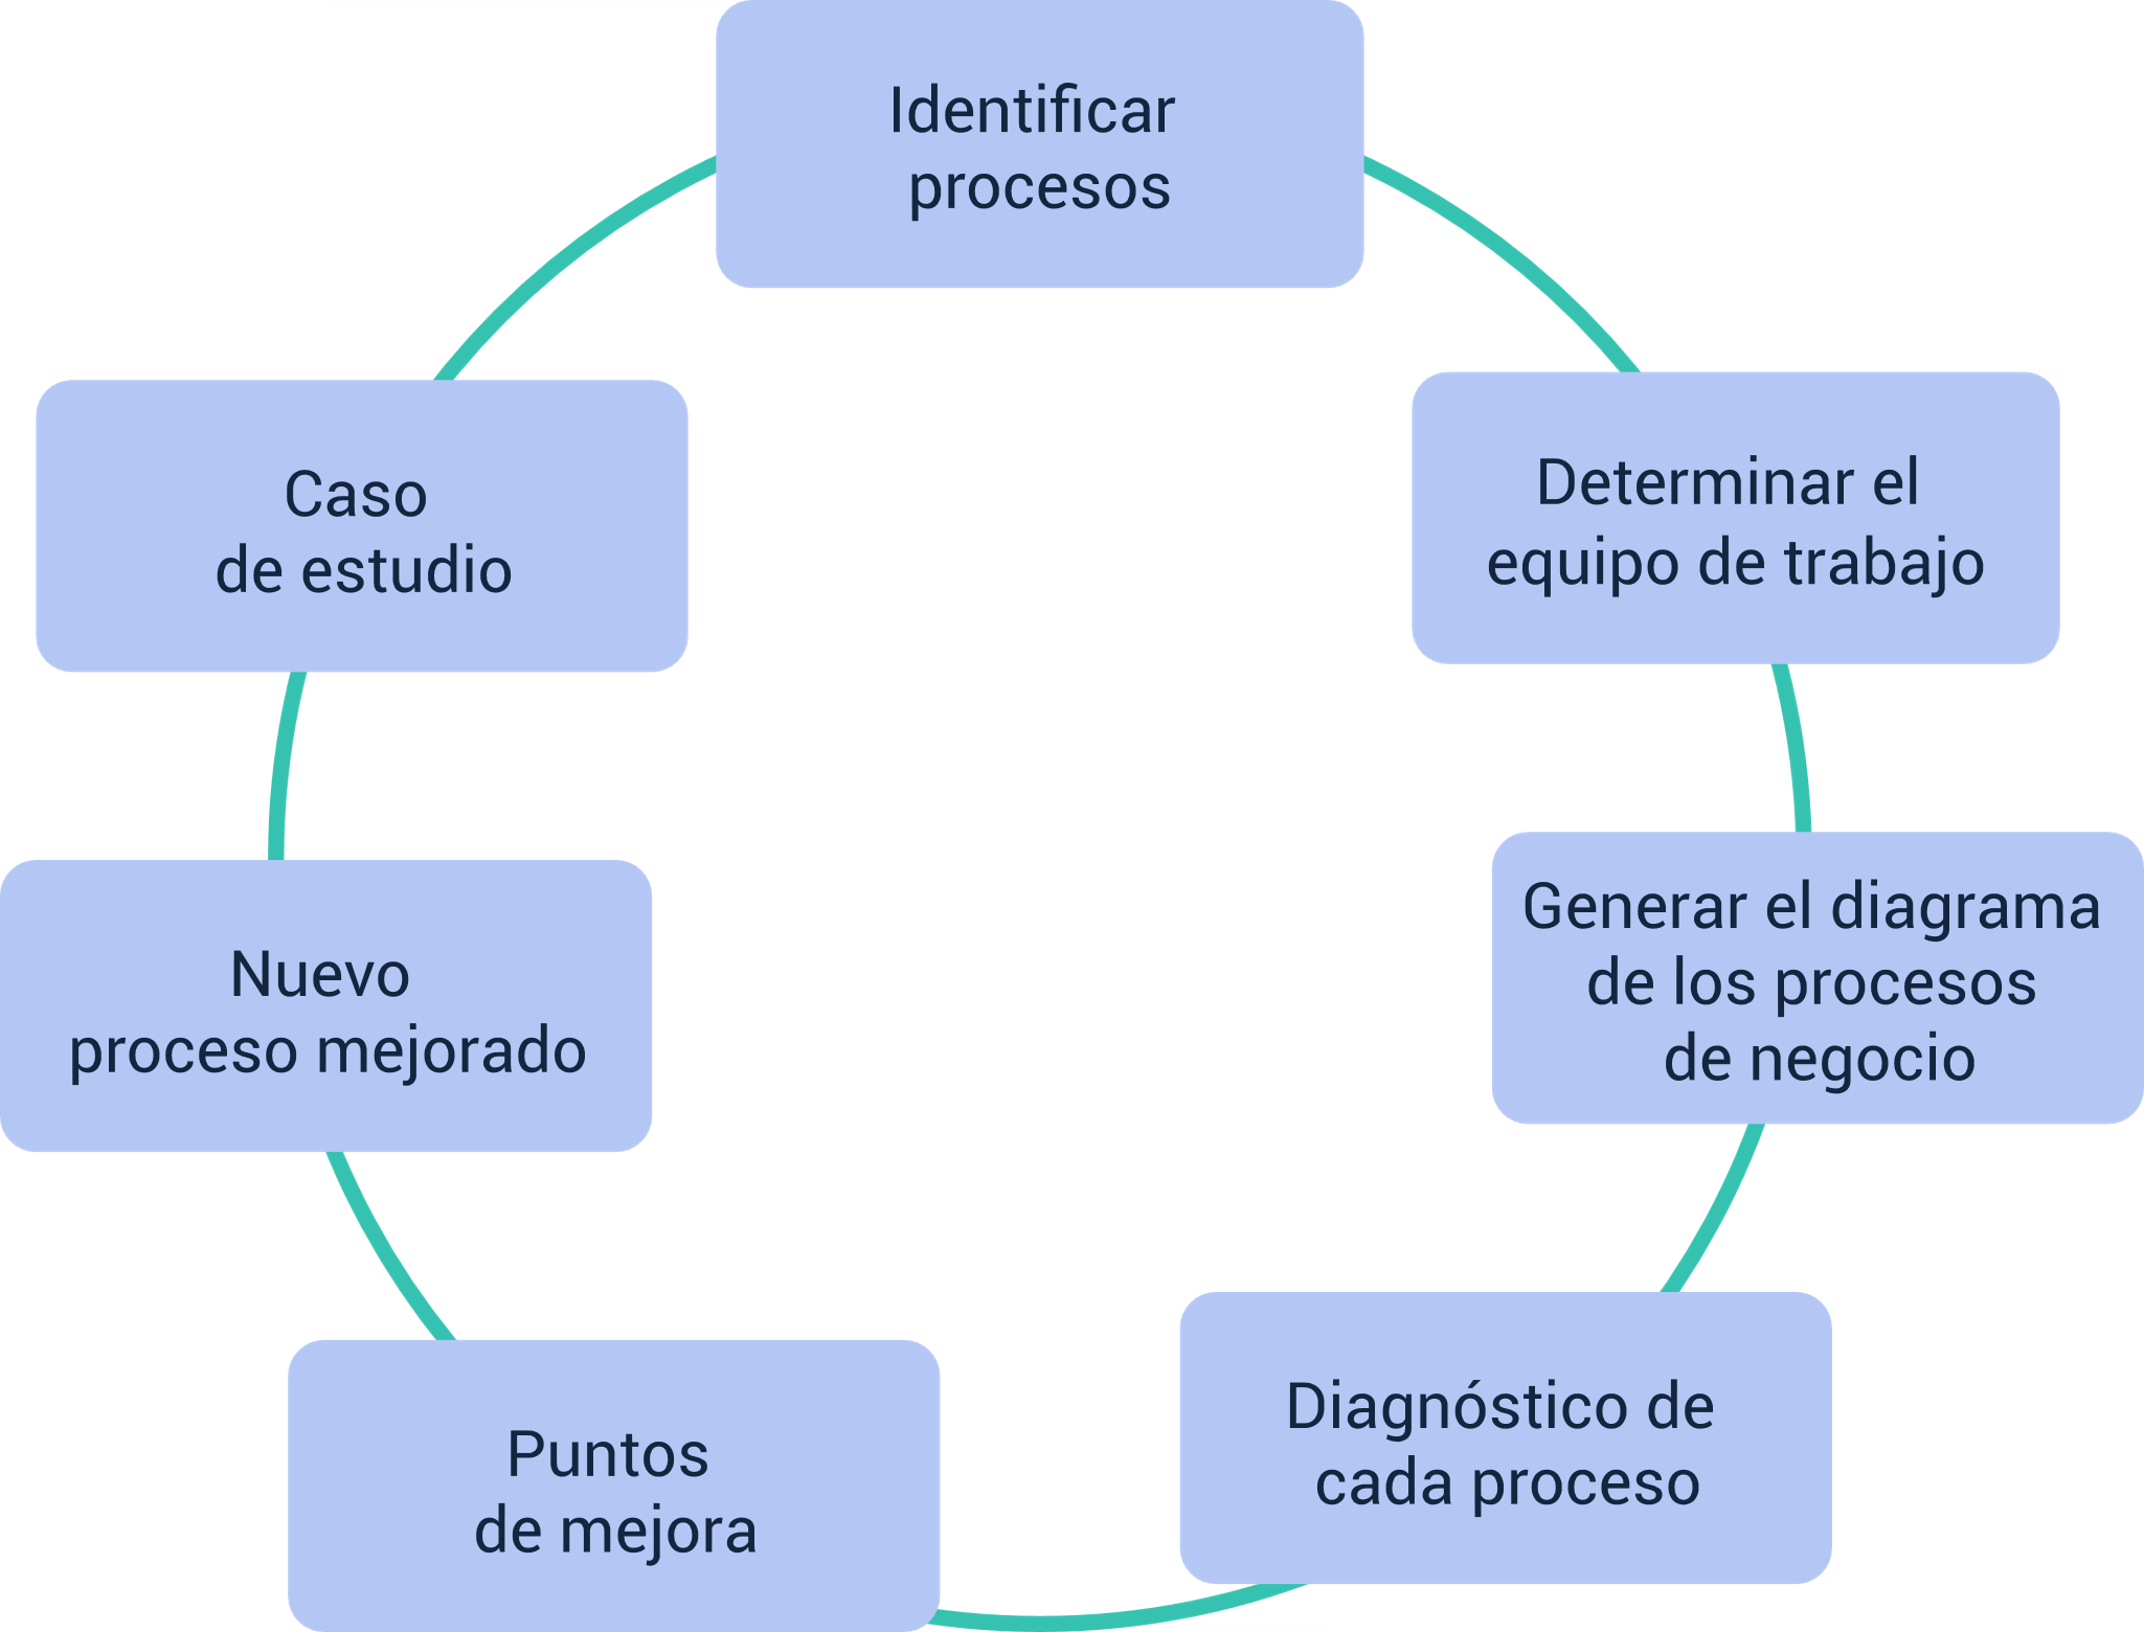 Identificar
procesos
Determinar el
equipo de trabajo
Generar el diagrama
de los procesos
de negocio
Diagnóstico de
cada proceso
Puntos
de mejora
Nuevo
proceso mejorado
Caso
de estudio